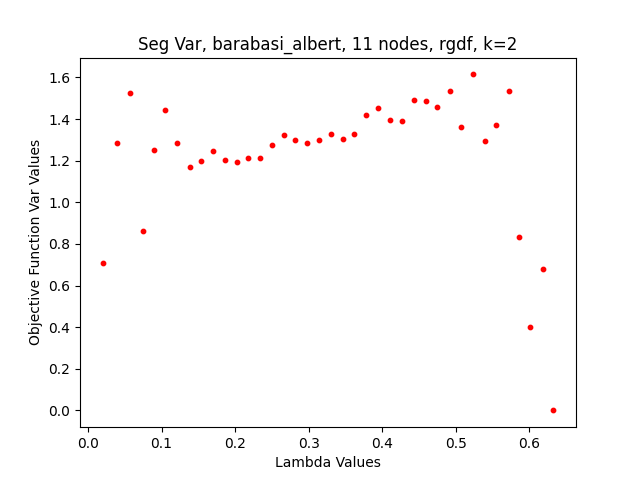 Seg Var, barabasi_albert, 11 nodes, rgdf, k=2
Objective Function Var Values
1.6
1.4
1.2
1.0
0.8
0.6
0.4
0.2
0.0
0.0 0.1 0.2 0.3 0.4 0.5 0.6
Lambda Values